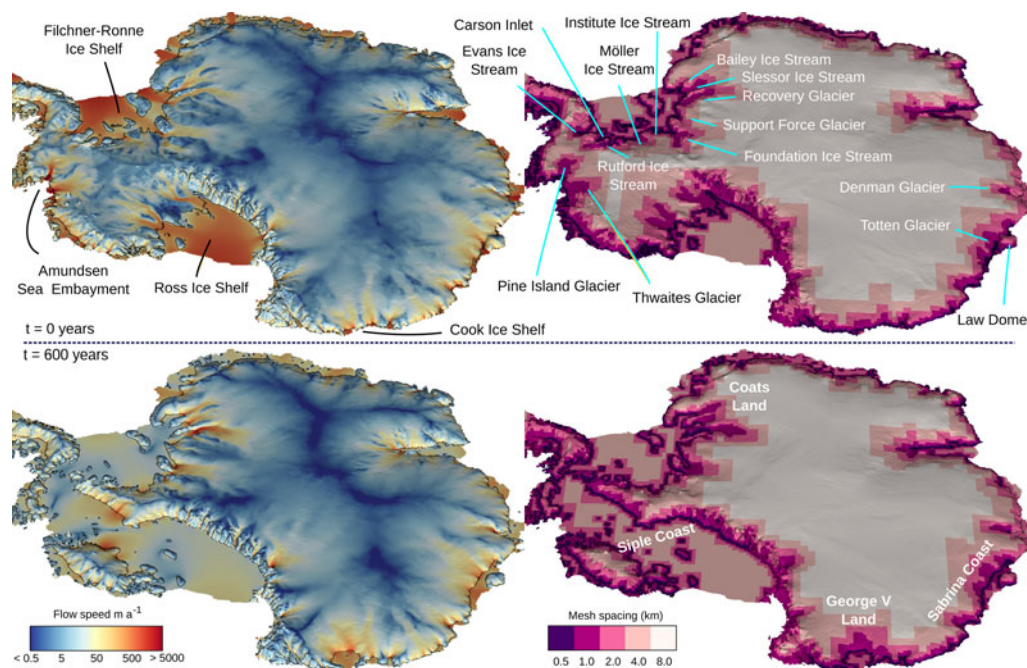 Filchner-Ronne
Ice Shelf
Amundsen
Sea Embayment
Ross Ice Shelf
Cook Ice Shelf
t = 0 years
Carson Inlet
Evans Ice
Stream
Institute Ice Stream
Möller
Ice Stream
Bailey Ice Stream
Slessor Ice Stream
Recovery Glacier
Support Force Glacier
Foundation Ice Stream
Rutford Ice
Stream
Denman Glacier
Totten Glacier
Pine Island Glacier
Thwaites Glacier
Law Dome
t = 600 years
Flow speed m a⁻¹
< 0.5 5 50 500 > 5000
Coats
Land
Siple Coast
George V
Land
Sabrina Coast
Mesh spacing (km)
0.5 1.0 2.0 4.0 8.0